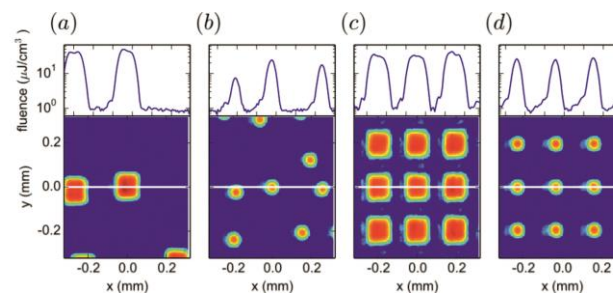 (a) (b) (c) (d)
fluence (μJ/cm³)
10¹
10⁰
y (mm)
0.2
0.0
-0.2
-0.2 0.0 0.2 -0.2 0.0 0.2 -0.2 0.0 0.2 -0.2 0.0 0.2
x (mm) x (mm) x (mm) x (mm)